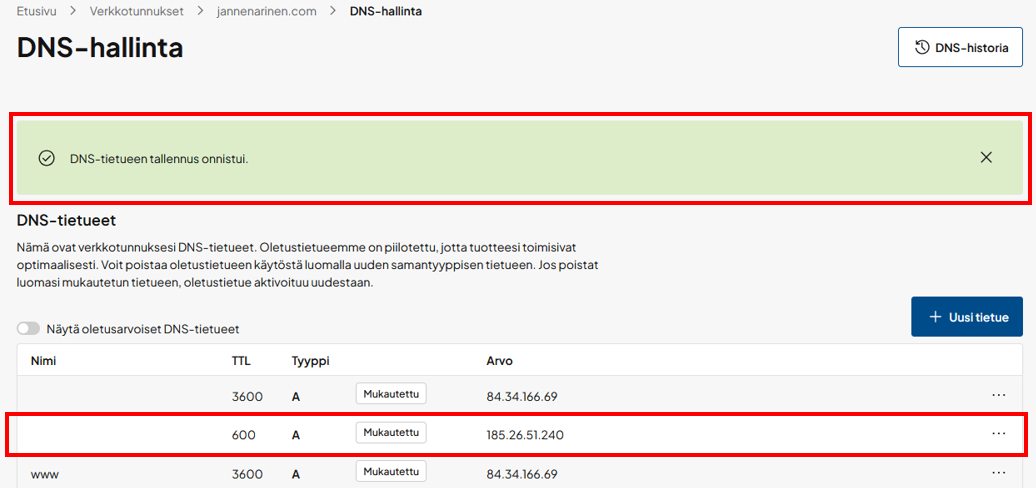 Etusivu > Verkkotunnukset > jannenarinen.com > DNS-hallinta
DNS-hallinta
DNS-historia
DNS-tietueen tallennus onnistui.
DNS-tietueet
Nämä ovat verkkotunnuksesi DNS-tietueet. Oletustietueemme on piilotettu, jotta tuotteesi toimisivat
optimaalisesti. Voit poistaa oletustietueen käytöstä luomalla uuden samantyyppisen tietueen. Jos poistat
luomasi mukautetun tietueen, oletustietue aktivoituu uudestaan.
+ Uusi tietue
Näytä oletusarvoiset DNS-tietueet
Nimi TTL Tyyppi Arvo
3600 A Mukautettu 84.34.166.69 ...
600 A Mukautettu 185.26.51.240 ...
www 3600 A Mukautettu 84.34.166.69 ...